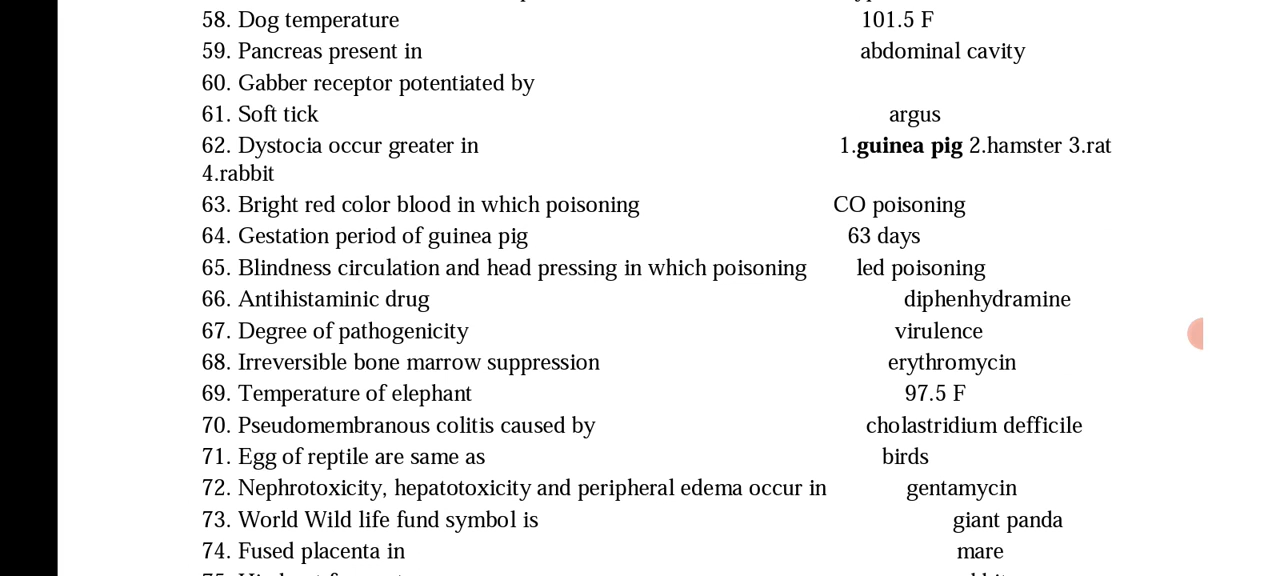 58. Dog temperature 101.5 F
59. Pancreas present in abdominal cavity
60. Gabber receptor potentiated by
61. Soft tick argus
62. Dystocia occur greater in 1.guinea pig 2.hamster 3.rat
4.rabbit
63. Bright red color blood in which poisoning CO poisoning
64. Gestation period of guinea pig 63 days
65. Blindness circulation and head pressing in which poisoning led poisoning
66. Antihistaminic drug diphenhydramine
67. Degree of pathogenicity virulence
68. Irreversible bone marrow suppression erythromycin
69. Temperature of elephant 97.5 F
70. Pseudomembranous colitis caused by cholastridium defficile
71. Egg of reptile are same as birds
72. Nephrotoxicity, hepatotoxicity and peripheral edema occur in gentamycin
73. World Wild life fund symbol is giant panda
74. Fused placenta in mare